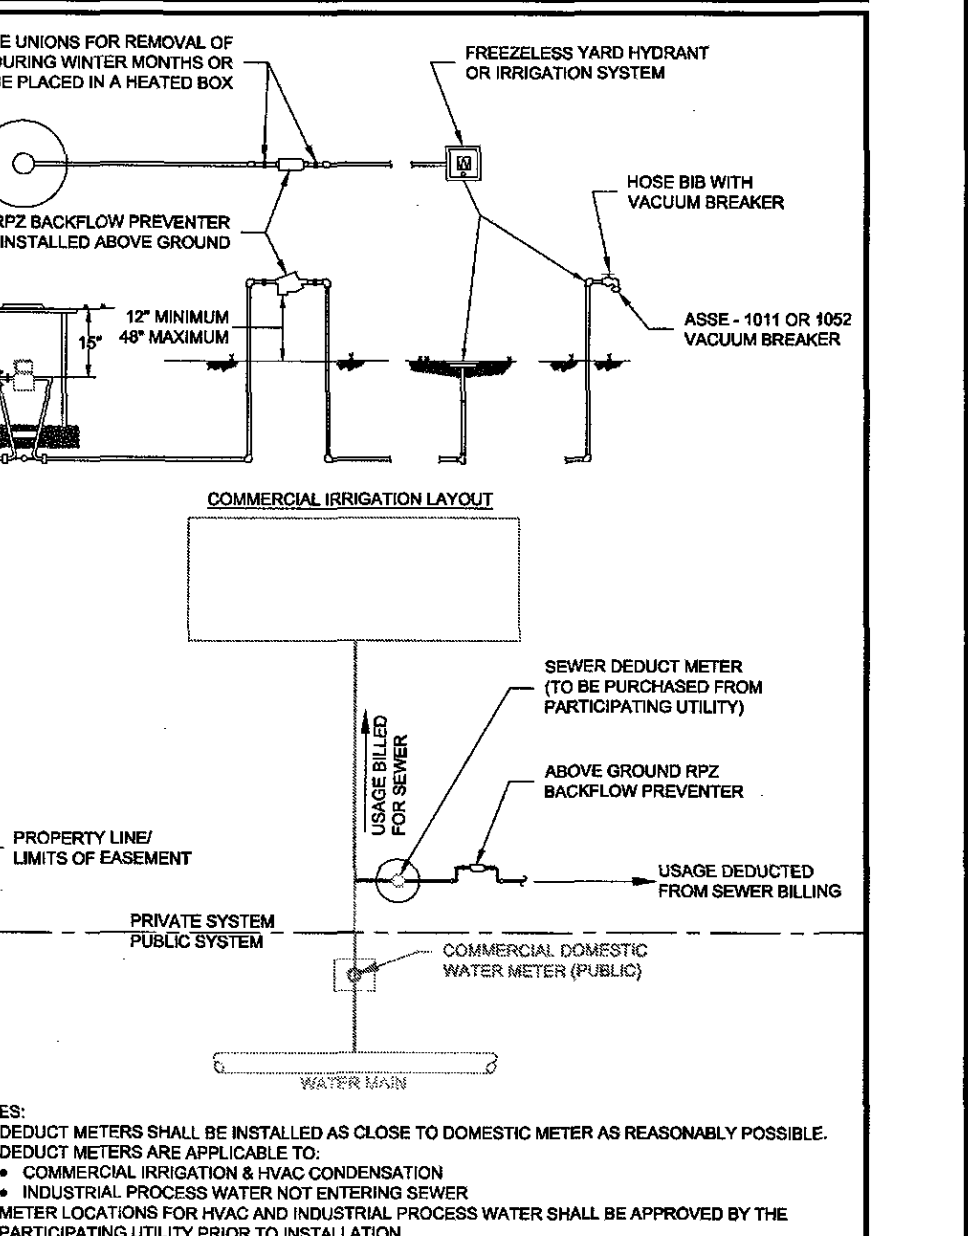 E UNIONS FOR REMOVAL OF
DURING WINTER MONTHS OR
BE PLACED IN A HEATED BOX
FREEZELESS YARD HYDRANT
OR IRRIGATION SYSTEM
HOSE BIB WITH
VACUUM BREAKER
RPZ BACKFLOW PREVENTER
INSTALLED ABOVE GROUND
12" MINIMUM
48" MAXIMUM
15"
ASSE - 1011 OR 1052
VACUUM BREAKER
COMMERCIAL IRRIGATION LAYOUT
SEWER DEDUCT METER
(TO BE PURCHASED FROM
PARTICIPATING UTILITY)
USAGE BILLED
FOR SEWER
ABOVE GROUND RPZ
BACKFLOW PREVENTER
PROPERTY LINE/
LIMITS OF EASEMENT
USAGE DEDUCTED
FROM SEWER BILLING
PRIVATE SYSTEM
PUBLIC SYSTEM
COMMERCIAL DOMESTIC
WATER METER (PUBLIC)
WATER MAIN
ES:
DEDUCT METERS SHALL BE INSTALLED AS CLOSE TO DOMESTIC METER AS REASONABLY POSSIBLE.
DEDUCT METERS ARE APPLICABLE TO:
• COMMERCIAL IRRIGATION & HVAC CONDENSATION
• INDUSTRIAL PROCESS WATER NOT ENTERING SEWER
METER LOCATIONS FOR HVAC AND INDUSTRIAL PROCESS WATER SHALL BE APPROVED BY THE
PARTICIPATING UTILITY PRIOR TO INSTALLATION